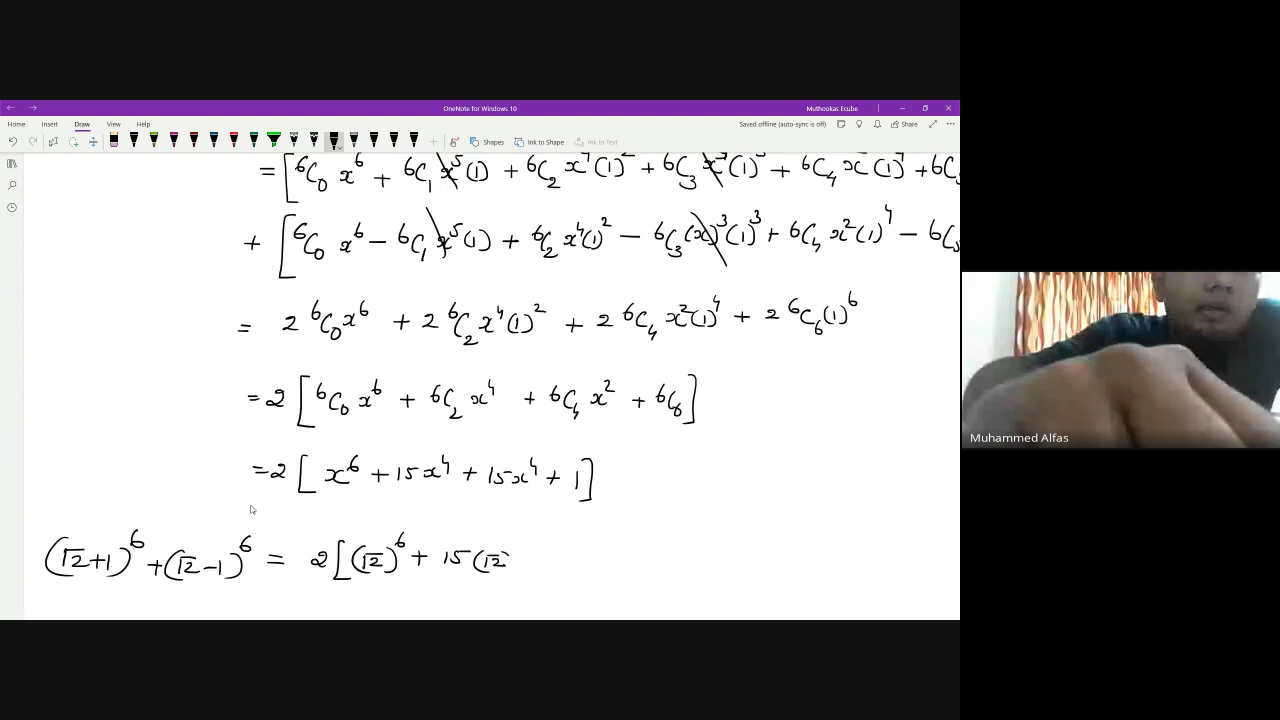 OneNote for Windows 10
Muthookas Ecube
Home Insert Draw View Help
Saved offline (auto-sync is off) Share
Shapes Ink to Shape Ink to Text
= [⁶C₀ x⁶ + ⁶C₁ x⁵(1) + ⁶C₂ x⁴(1)² + ⁶C₃ x³(1)³ + ⁶C₄ x(1)⁴ + ⁶C
+ [⁶C₀ x⁶ − ⁶C₁ x⁵(1) + ⁶C₂ x⁴(1)² − ⁶C₃ (x)³(1)³ + ⁶C₄ x²(1)⁴ − ⁶C₅
= 2 ⁶C₀x⁶ + 2 ⁶C₂ x⁴(1)² + 2 ⁶C₄ x²(1)⁴ + 2 ⁶C₆(1)⁶
= 2 [⁶C₀ x⁶ + ⁶C₂ x⁴ + ⁶C₄ x² + ⁶C₆]
= 2 [x⁶ + 15x⁴ + 15x⁴ + 1]
(√2+1)⁶ + (√2−1)⁶ = 2[(√2)⁶ + 15(√2)
Muhammed Alfas